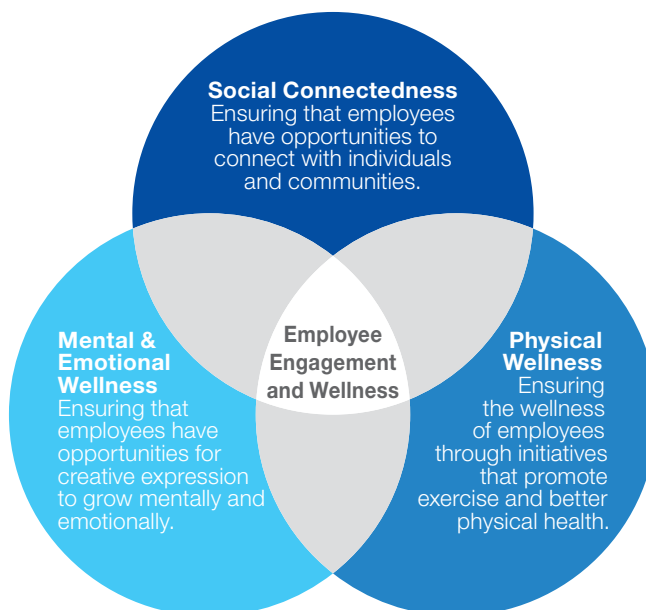 Social Connectedness
Ensuring that employees
have opportunities to
connect with individuals
and communities.
Employee
Engagement
and Wellness
Mental &
Emotional
Wellness
Ensuring that
employees have
opportunities for
creative expression
to grow mentally and
emotionally.
Physical
Wellness
Ensuring
the wellness
of employees
through initiatives
that promote
exercise and better
physical health.